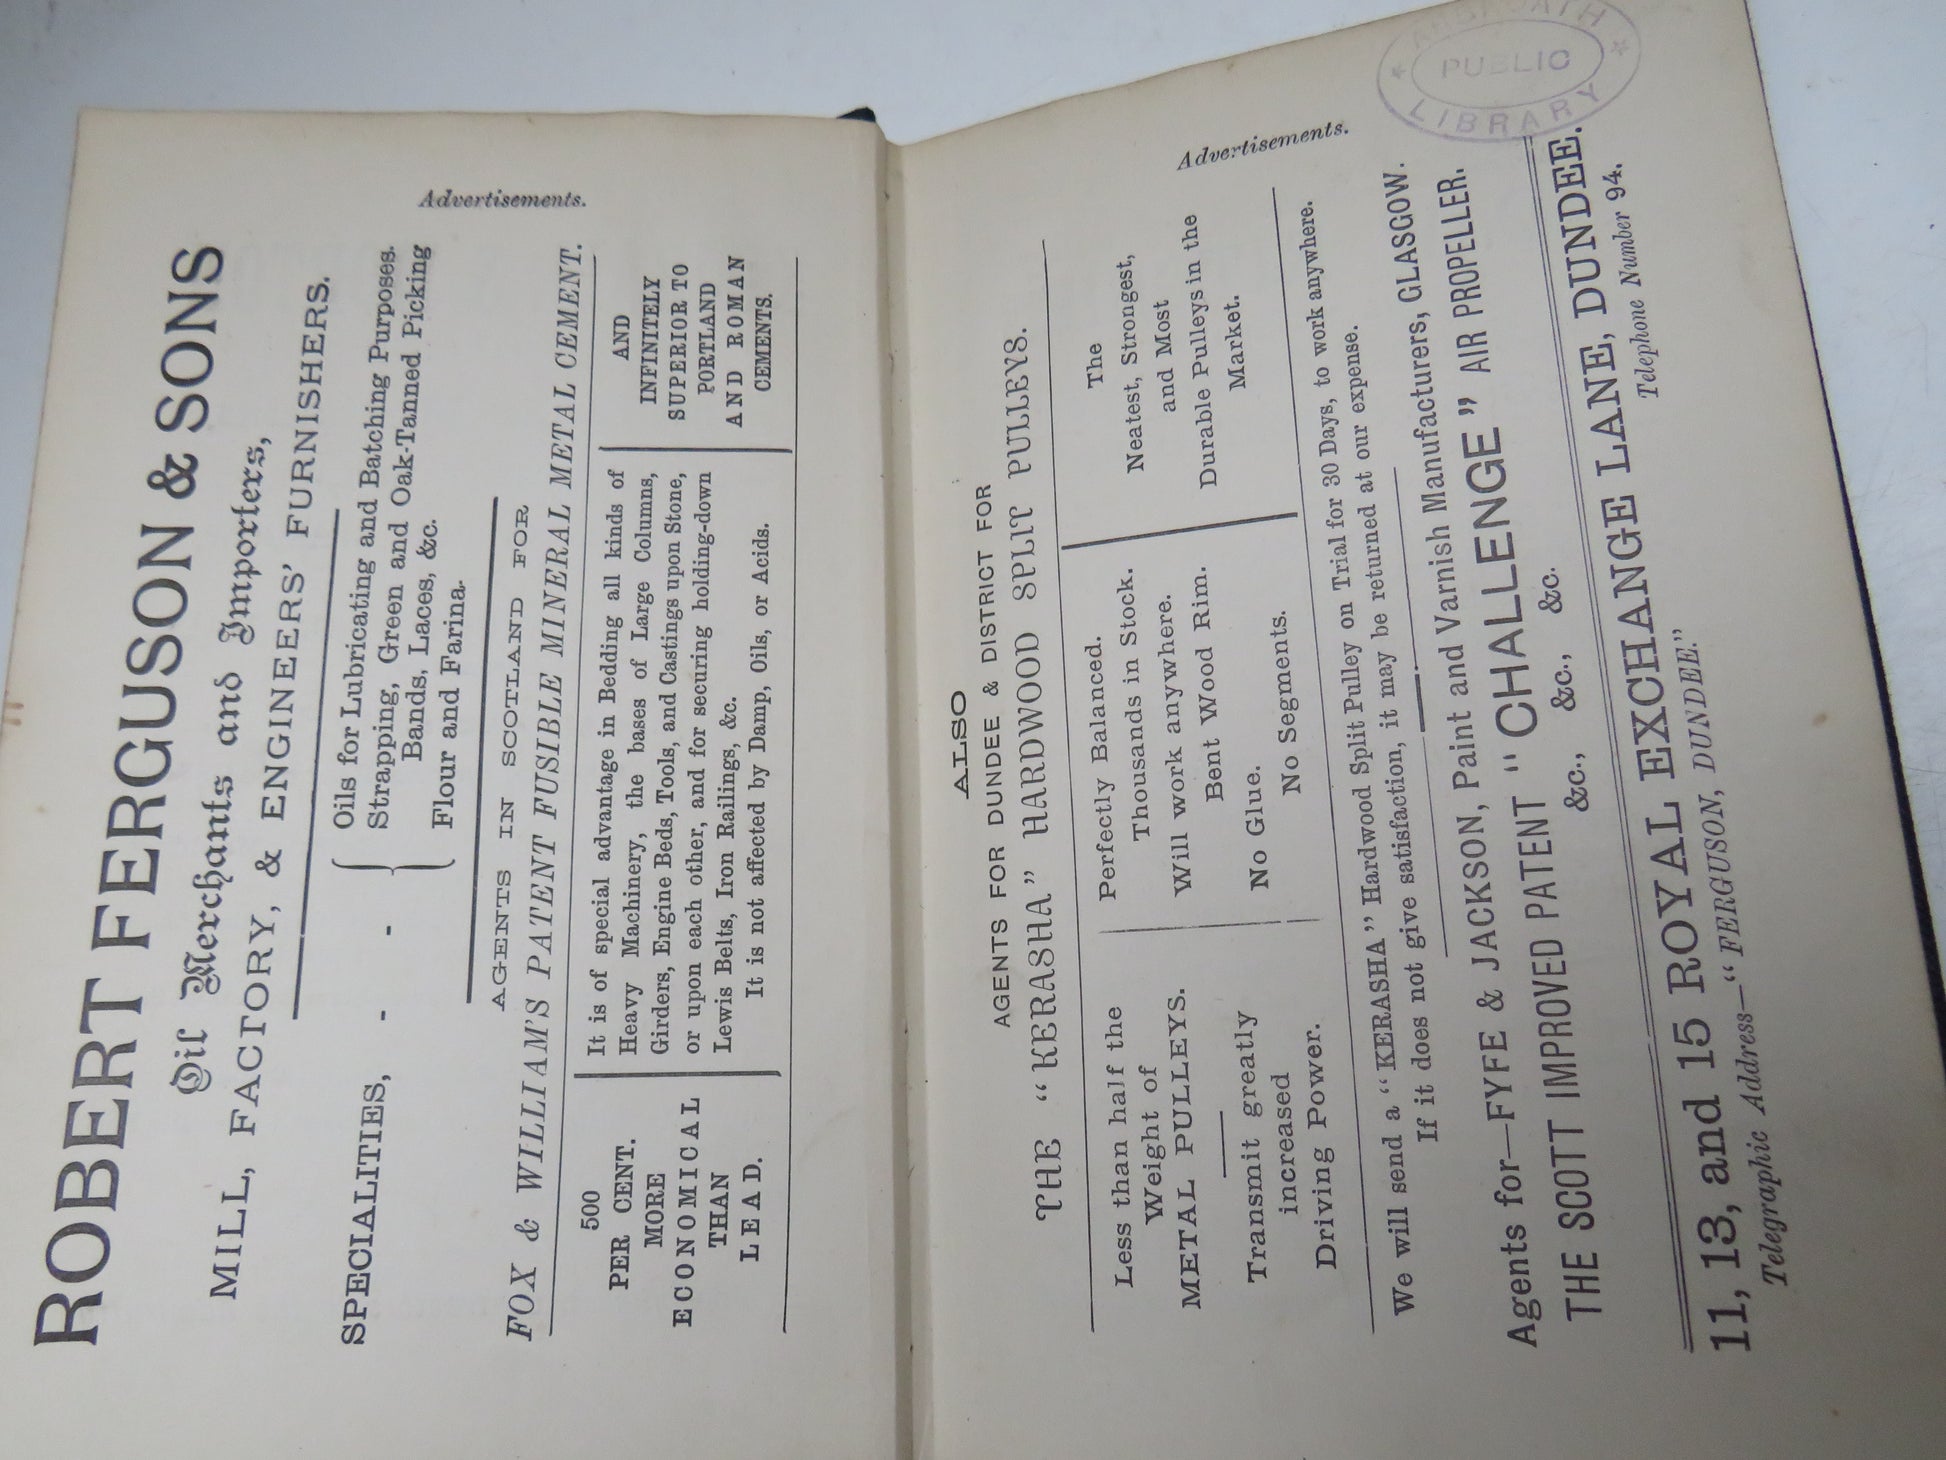 Advertisements.
ROBERT FERGUSON & SONS
Oil Merchants and Importers,
MILL, FACTORY, & ENGINEERS' FURNISHERS.
SPECIALITIES, - -
Oils for Lubricating and Batching Purposes.
Strapping, Green and Oak-Tanned Picking
Bands, Laces, &c.
Flour and Farina.
AGENTS IN SCOTLAND FOR
FOX & WILLIAM'S PATENT FUSIBLE MINERAL METAL CEMENT.
500
PER CENT.
MORE
ECONOMICAL
THAN
LEAD.
It is of special advantage in Bedding all kinds of
Heavy Machinery, the bases of Large Columns,
Girders, Engine Beds, Tools, and Castings upon Stone,
or upon each other, and for securing holding-down
Lewis Belts, Iron Railings, &c.
It is not affected by Damp, Oils, or Acids.
AND
INFINITELY
SUPERIOR TO
PORTLAND
AND ROMAN
CEMENTS.
Advertisements.
ALSO
AGENTS FOR DUNDEE & DISTRICT FOR
THE "KERASHA" HARDWOOD SPLIT PULLEYS.
Less than half the
Weight of
METAL PULLEYS.
Transmit greatly
increased
Driving Power.
Perfectly Balanced.
Thousands in Stock.
Will work anywhere.
Bent Wood Rim.
No Glue.
No Segments.
The
Neatest, Strongest,
and Most
Durable Pulleys in the
Market.
We will send a "KERASHA" Hardwood Split Pulley on Trial for 30 Days, to work anywhere.
If it does not give satisfaction, it may be returned at our expense.
Agents for—FYFE & JACKSON, Paint and Varnish Manufacturers, GLASGOW.
THE SCOTT IMPROVED PATENT "CHALLENGE" AIR PROPELLER.
&c., &c., &c.
11, 13, and 15 ROYAL EXCHANGE LANE, DUNDEE.
Telegraphic Address—"FERGUSON, DUNDEE."
Telephone Number 94.
ARBROATH
PUBLIC
LIBRARY